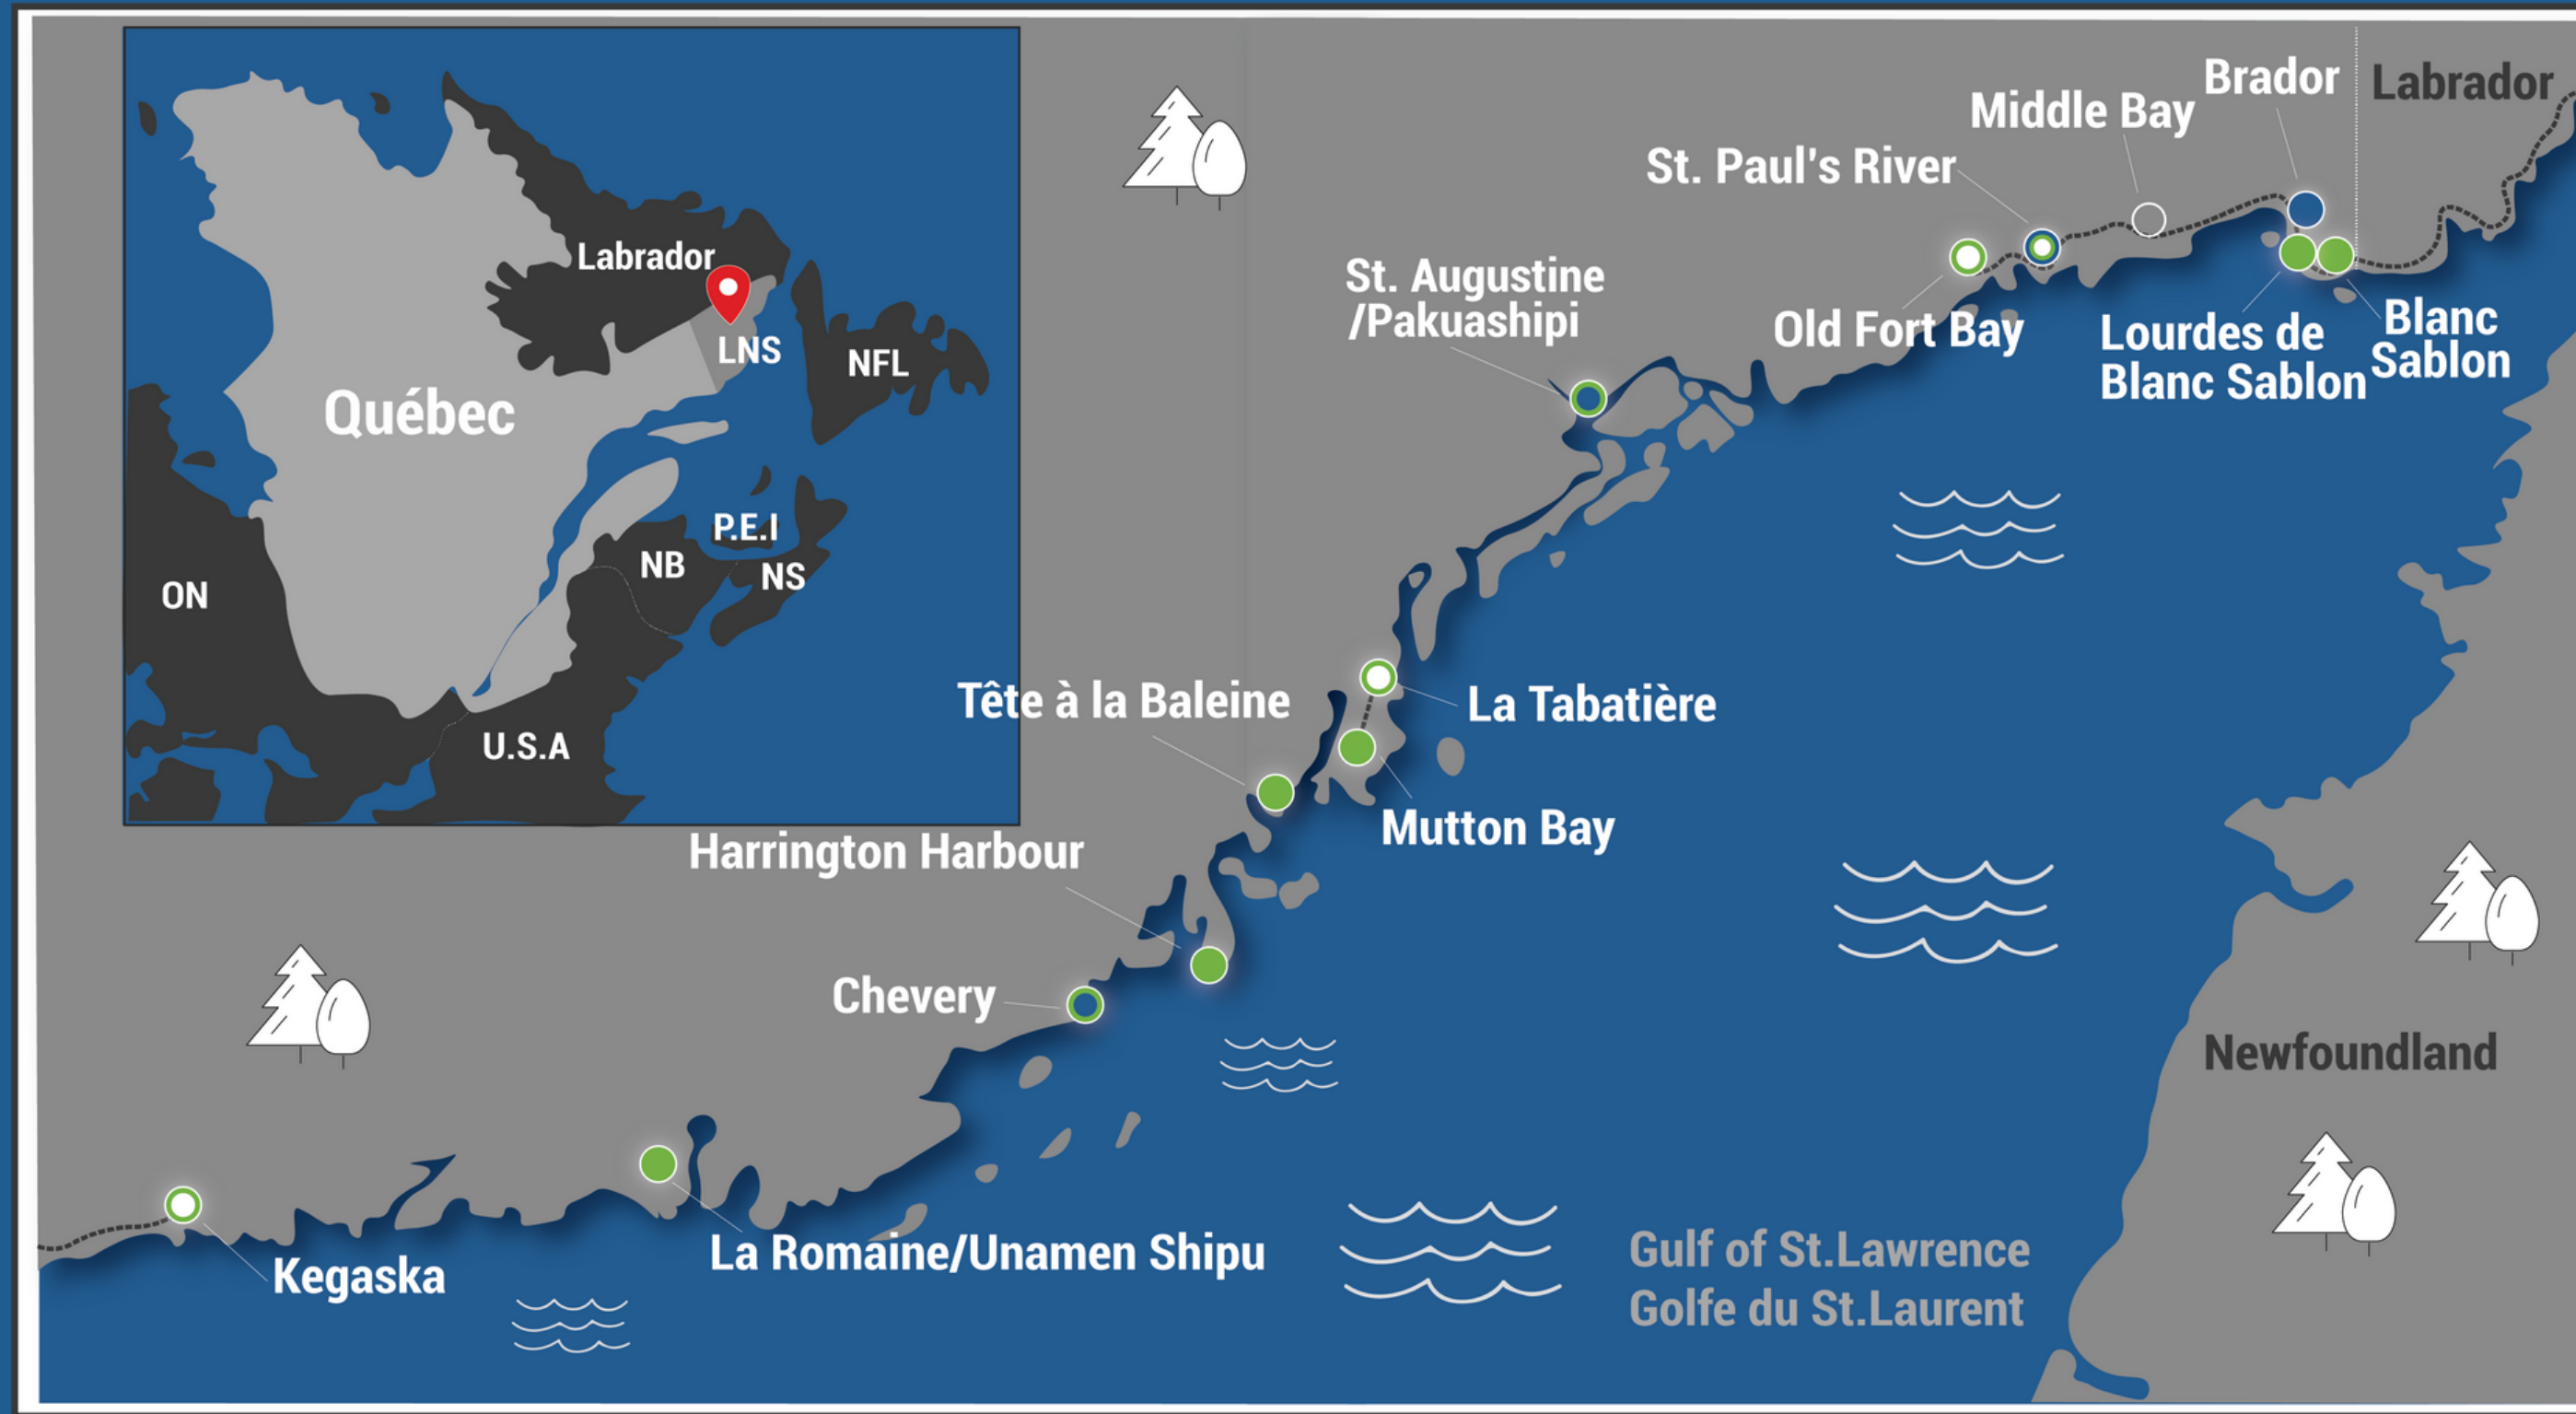 Labrador
LNS
NFL
Québec
P.E.I
NB
NS
ON
U.S.A
Brador
Labrador
Middle Bay
St. Paul's River
St. Augustine
/Pakuashipi
Old Fort Bay
Lourdes de
Blanc Sablon
Blanc
Sablon
Tête à la Baleine
La Tabatière
Mutton Bay
Harrington Harbour
Chevery
Newfoundland
La Romaine/Unamen Shipu
Kegaska
Gulf of St.Lawrence
Golfe du St.Laurent